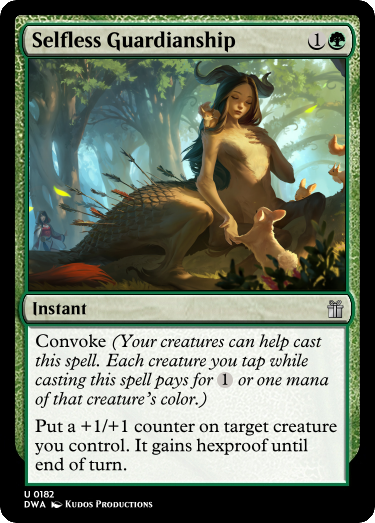 Selfless Guardianship 1
Instant
Convoke (Your creatures can help cast
this spell. Each creature you tap while
casting this spell pays for 1 or one mana
of that creature's color.)
Put a +1/+1 counter on target creature
you control. It gains hexproof until
end of turn.
U 0182
DWA Kudos Productions